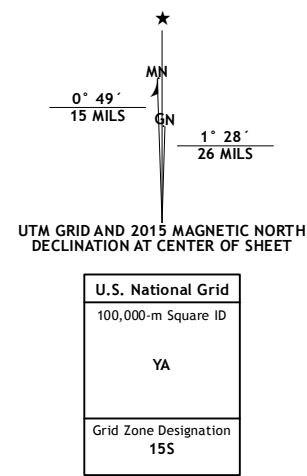 MN
0° 49´
15 MILS
GN
1° 28´
26 MILS
UTM GRID AND 2015 MAGNETIC NORTH
DECLINATION AT CENTER OF SHEET
U.S. National Grid
100,000-m Square ID
YA
Grid Zone Designation
15S